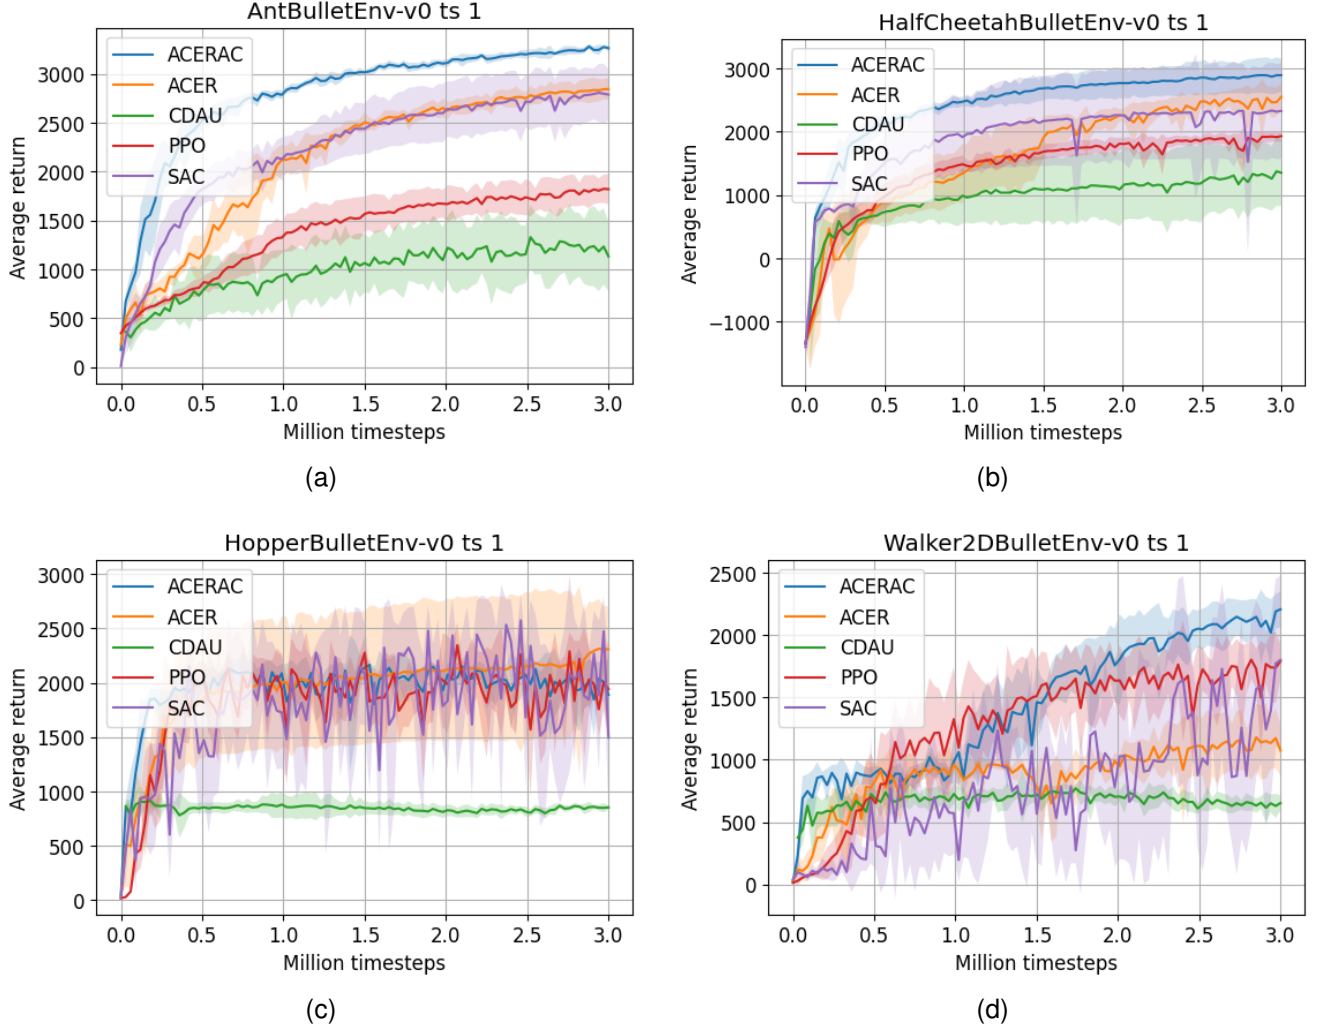 AntBulletEnv-v0 ts 1
ACERAC
ACER
CDAU
PPO
SAC
3000
2500
2000
1500
1000
500
0
Average return
0.0 0.5 1.0 1.5 2.0 2.5 3.0
Million timesteps
(a)
HalfCheetahBulletEnv-v0 ts 1
ACERAC
ACER
CDAU
PPO
SAC
3000
2000
1000
0
−1000
Average return
0.0 0.5 1.0 1.5 2.0 2.5 3.0
Million timesteps
(b)
HopperBulletEnv-v0 ts 1
ACERAC
ACER
CDAU
PPO
SAC
3000
2500
2000
1500
1000
500
0
Average return
0.0 0.5 1.0 1.5 2.0 2.5 3.0
Million timesteps
(c)
Walker2DBulletEnv-v0 ts 1
ACERAC
ACER
CDAU
PPO
SAC
2500
2000
1500
1000
500
0
Average return
0.0 0.5 1.0 1.5 2.0 2.5 3.0
Million timesteps
(d)